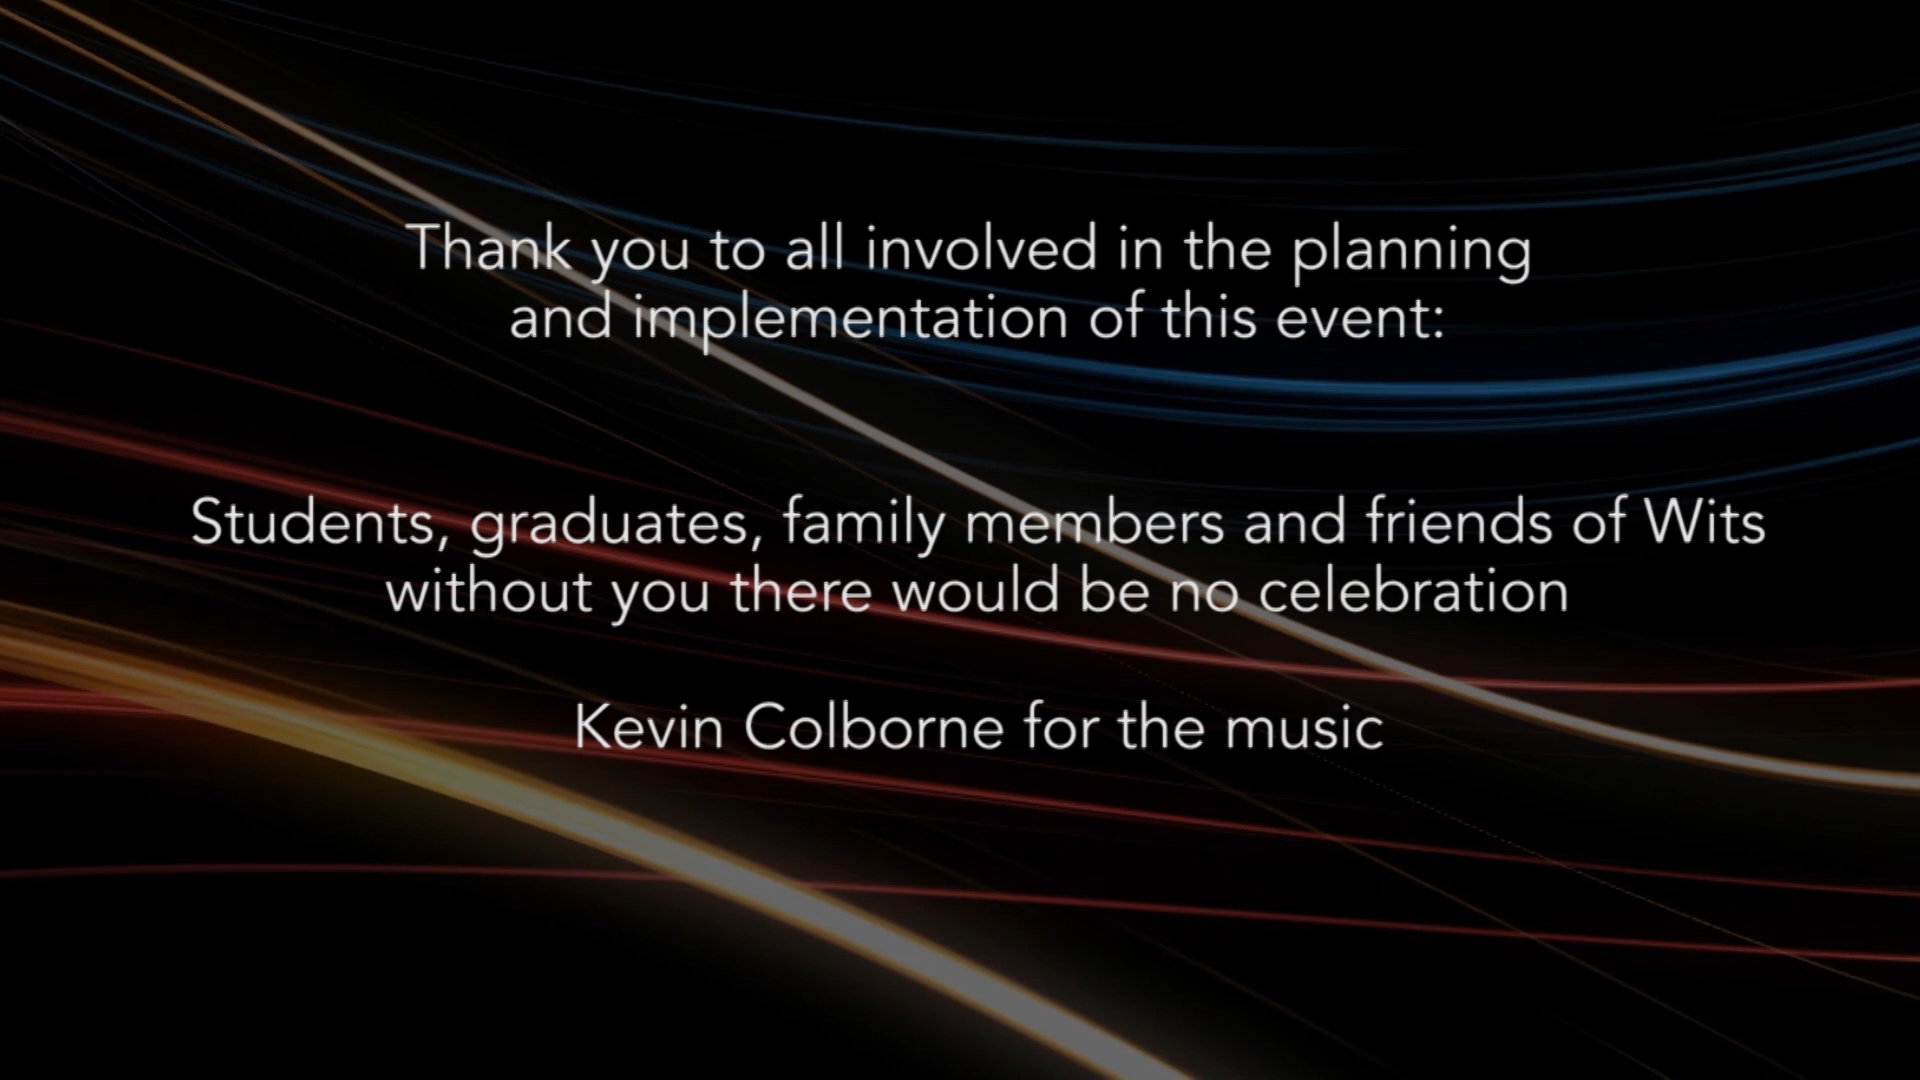 Thank you to all involved in the planning
and implementation of this event:
Students, graduates, family members and friends of Wits
without you there would be no celebration
Kevin Colborne for the music